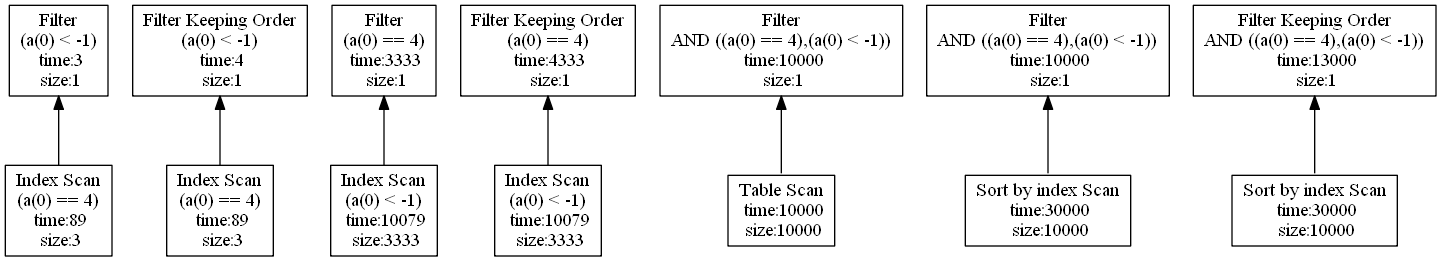 Filter
(a(0) < -1)
time:3
size:1
Filter Keeping Order
(a(0) < -1)
time:4
size:1
Filter
(a(0) == 4)
time:3333
size:1
Filter Keeping Order
(a(0) == 4)
time:4333
size:1
Filter
AND ((a(0) == 4),(a(0) < -1))
time:10000
size:1
Filter
AND ((a(0) == 4),(a(0) < -1))
time:10000
size:1
Filter Keeping Order
AND ((a(0) == 4),(a(0) < -1))
time:13000
size:1
Index Scan
(a(0) == 4)
time:89
size:3
Index Scan
(a(0) == 4)
time:89
size:3
Index Scan
(a(0) < -1)
time:10079
size:3333
Index Scan
(a(0) < -1)
time:10079
size:3333
Table Scan
time:10000
size:10000
Sort by index Scan
time:30000
size:10000
Sort by index Scan
time:30000
size:10000